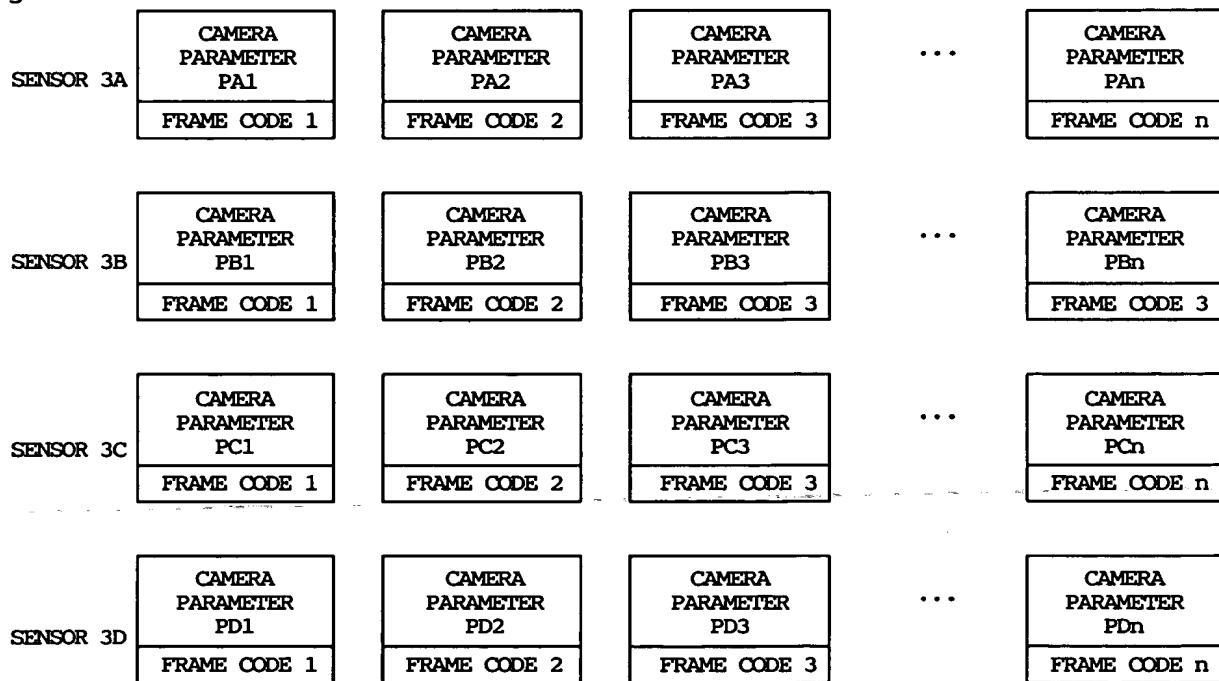 CAMERA PARAMETER PA1
CAMERA PARAMETER PA2
CAMERA PARAMETER PA3
...
CAMERA PARAMETER PAn
SENSOR 3A
FRAME CODE 1
FRAME CODE 2
FRAME CODE 3
FRAME CODE n
CAMERA PARAMETER PB1
CAMERA PARAMETER PB2
CAMERA PARAMETER PB3
...
CAMERA PARAMETER PBn
SENSOR 3B
FRAME CODE 1
FRAME CODE 2
FRAME CODE 3
FRAME CODE 3
CAMERA PARAMETER PC1
CAMERA PARAMETER PC2
CAMERA PARAMETER PC3
...
CAMERA PARAMETER PCn
SENSOR 3C
FRAME CODE 1
FRAME CODE 2
FRAME CODE 3
FRAME CODE n
CAMERA PARAMETER PD1
CAMERA PARAMETER PD2
CAMERA PARAMETER PD3
...
CAMERA PARAMETER PDn
SENSOR 3D
FRAME CODE 1
FRAME CODE 2
FRAME CODE 3
FRAME CODE n